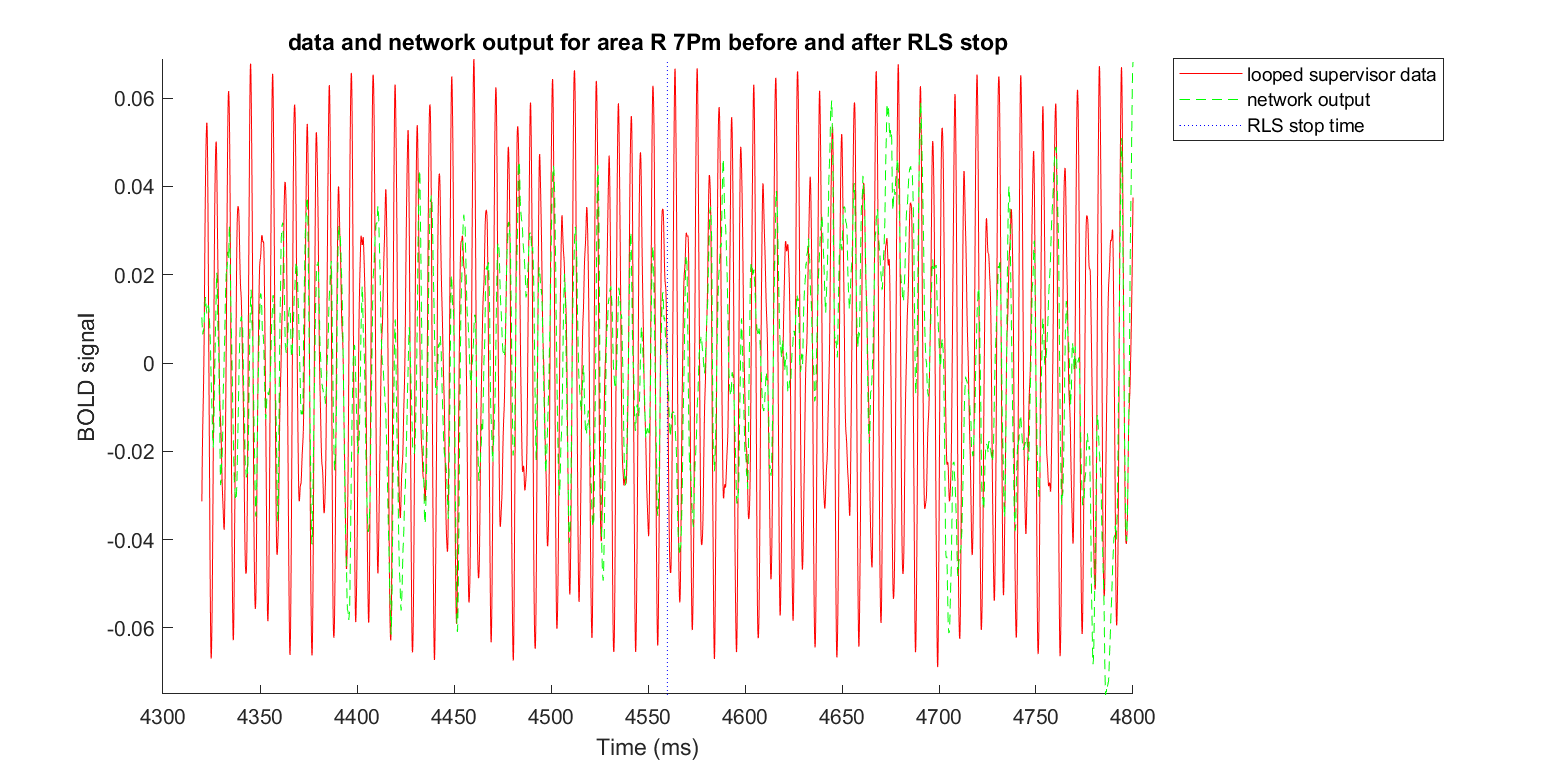 data and network output for area R 7Pm before and after RLS stop
looped supervisor data
network output
RLS stop time
0.06
0.04
0.02
0
-0.02
-0.04
-0.06
BOLD signal
4300 4350 4400 4450 4500 4550 4600 4650 4700 4750 4800
Time (ms)